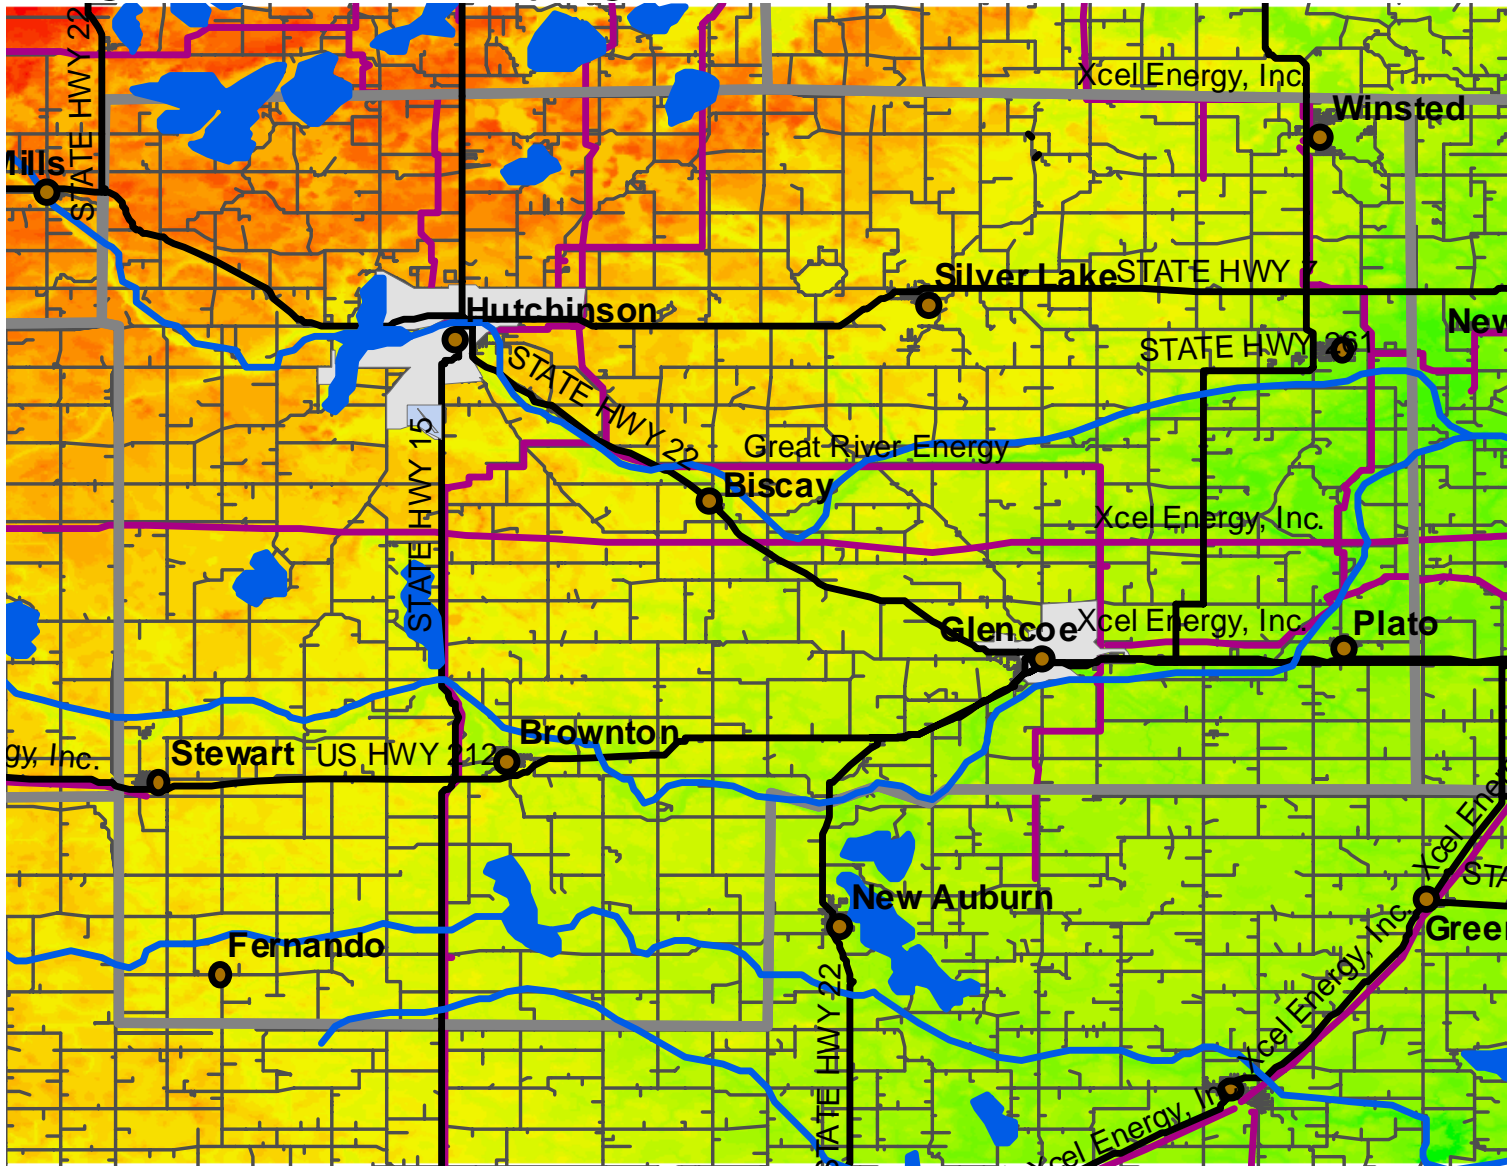 STATE HWY 22
Xcel Energy, Inc.
Winsted
Mills
Silver Lake
STATE HWY 7
Hutchinson
New
STATE HWY 261
STATE HWY 22
STATE HWY 15
Great River Energy
Biscay
Xcel Energy, Inc.
Glencoe
Xcel Energy, Inc.
Plato
gy, Inc.
Stewart
US HWY 212
Brownton
Xcel Ener
STA
New Auburn
Green
Fernando
Xcel Energy, Inc.
STATE HWY 22
Xcel Energy, Inc.